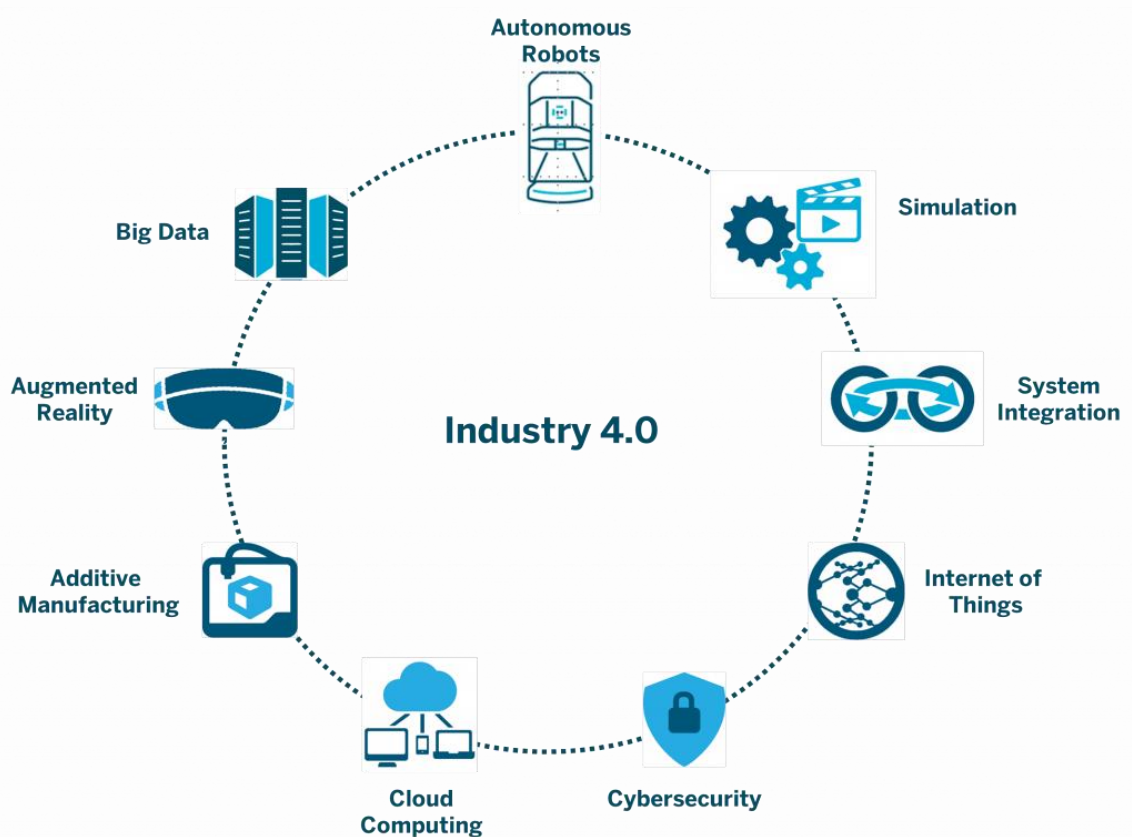 Autonomous
Robots
Simulation
Big Data
System
Integration
Augmented
Reality
Industry 4.0
Internet of
Things
Additive
Manufacturing
Cybersecurity
Cloud
Computing